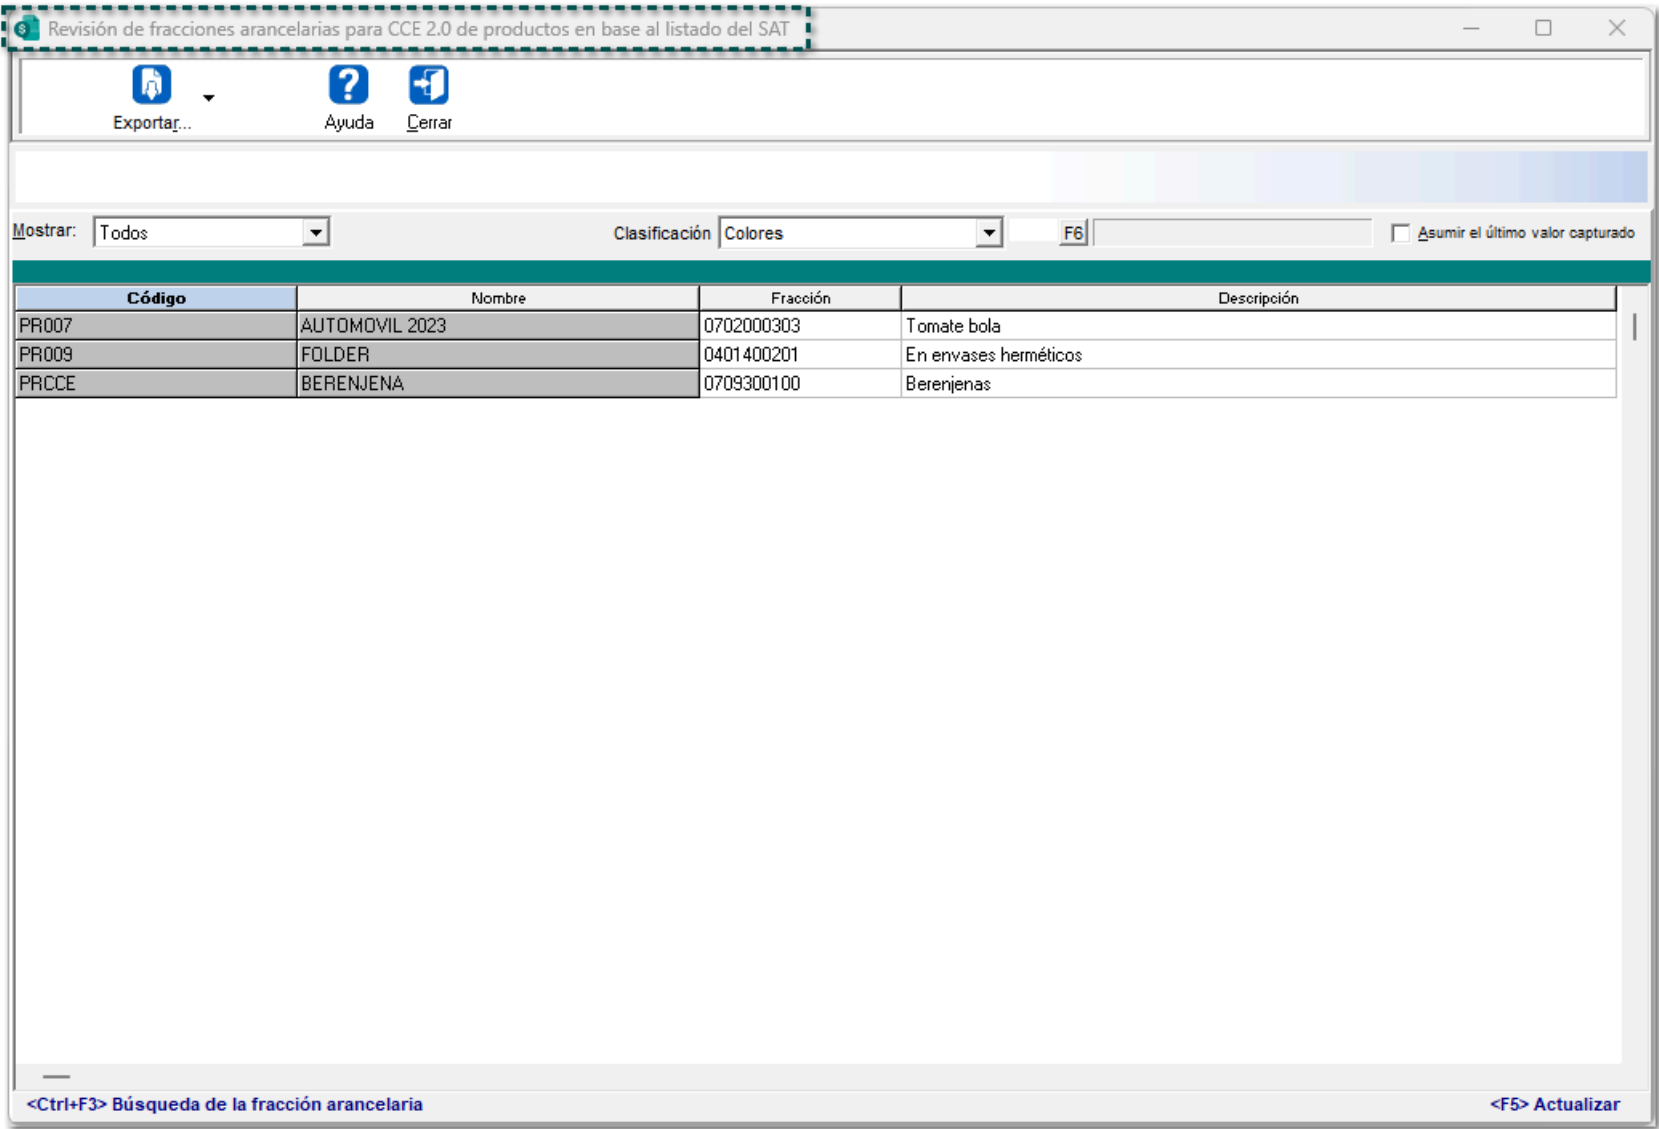 Revisión de fracciones arancelarias para CCE 2.0 de productos en base al listado del SAT
Exportar... Ayuda Cerrar
Mostrar: Todos Clasificación Colores F6 Asumir el último valor capturado
Código Nombre Fracción Descripción
PR007 AUTOMOVIL 2023 0702000303 Tomate bola
PR009 FOLDER 0401400201 En envases herméticos
PRCCE BERENJENA 0709300100 Berenjenas
<Ctrl+F3> Búsqueda de la fracción arancelaria <F5> Actualizar